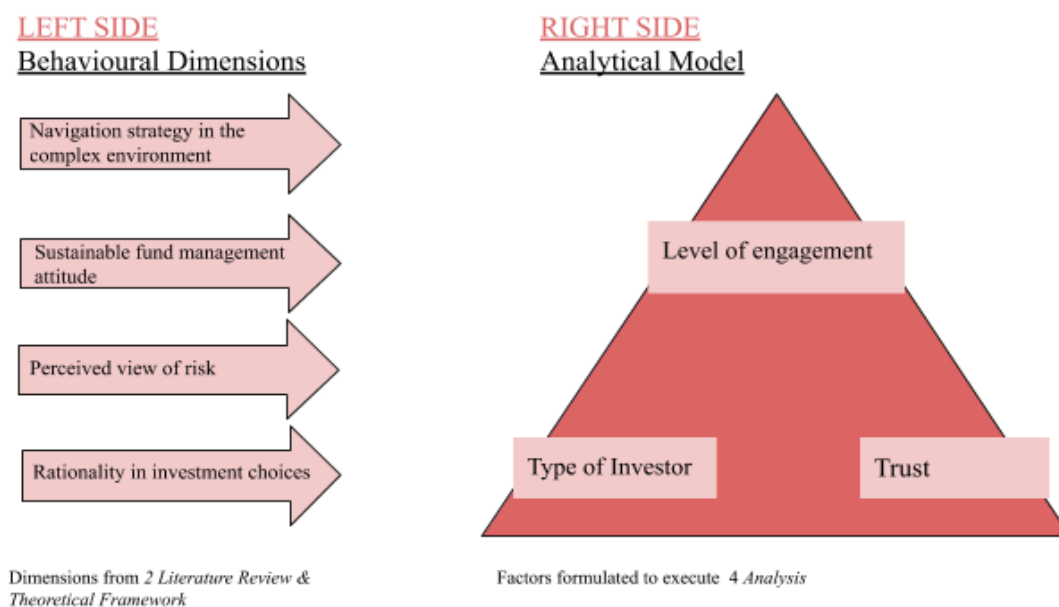 LEFT SIDE
Behavioural Dimensions
Navigation strategy in the
complex environment
Sustainable fund management
attitude
Perceived view of risk
Rationality in investment choices
Dimensions from 2 Literature Review &
Theoretical Framework
RIGHT SIDE
Analytical Model
Level of engagement
Type of Investor
Trust
Factors formulated to execute 4 Analysis